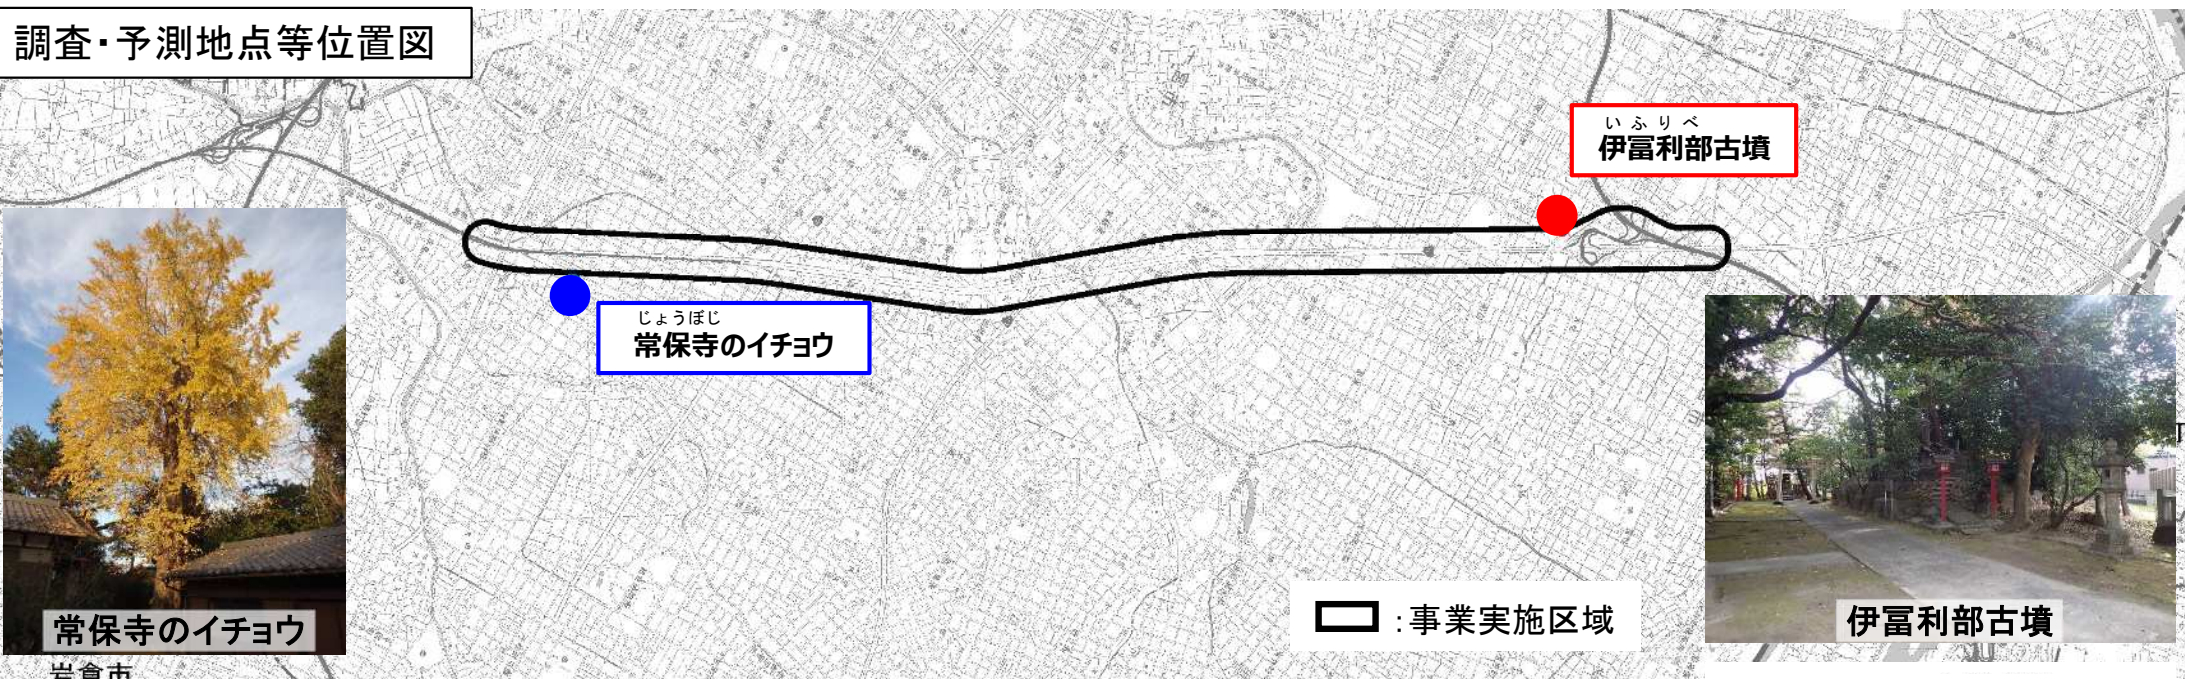 調査・予測地点等位置図
いふりべ
伊冨利部古墳
じょうぼじ
常保寺のイチョウ
:事業実施区域
常保寺のイチョウ
伊冨利部古墳
岩倉市